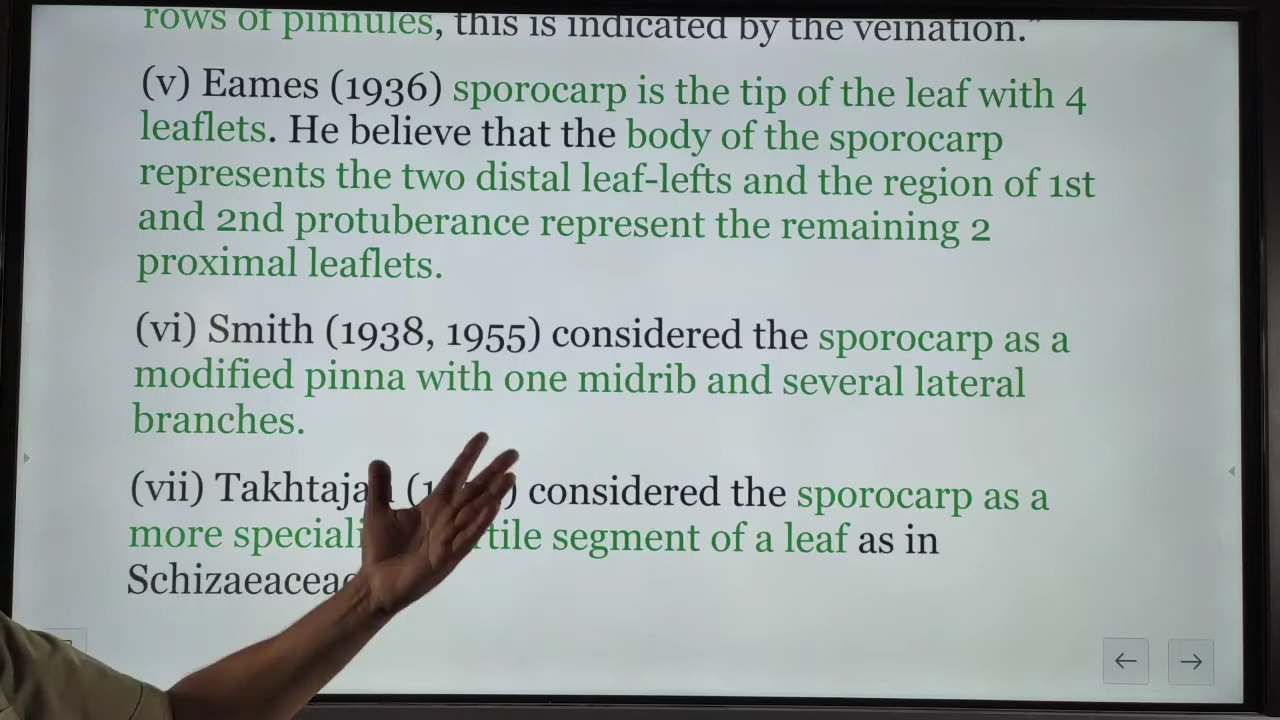 rows of pinnules, this is indicated by the veination."
(v) Eames (1936) sporocarp is the tip of the leaf with 4
leaflets. He believe that the body of the sporocarp
represents the two distal leaf-lefts and the region of 1st
and 2nd protuberance represent the remaining 2
proximal leaflets.
(vi) Smith (1938, 1955) considered the sporocarp as a
modified pinna with one midrib and several lateral
branches.
(vii) Takhtajan considered the sporocarp as a
more segment of a leaf as in
Schizaeaceae